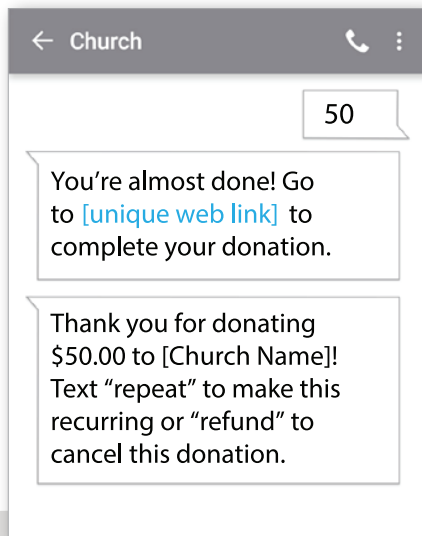 Church
50
You’re almost done! Go
to [unique web link] to
complete your donation.
Thank you for donating
$50.00 to [Church Name]!
Text “repeat” to make this
recurring or “refund” to
cancel this donation.